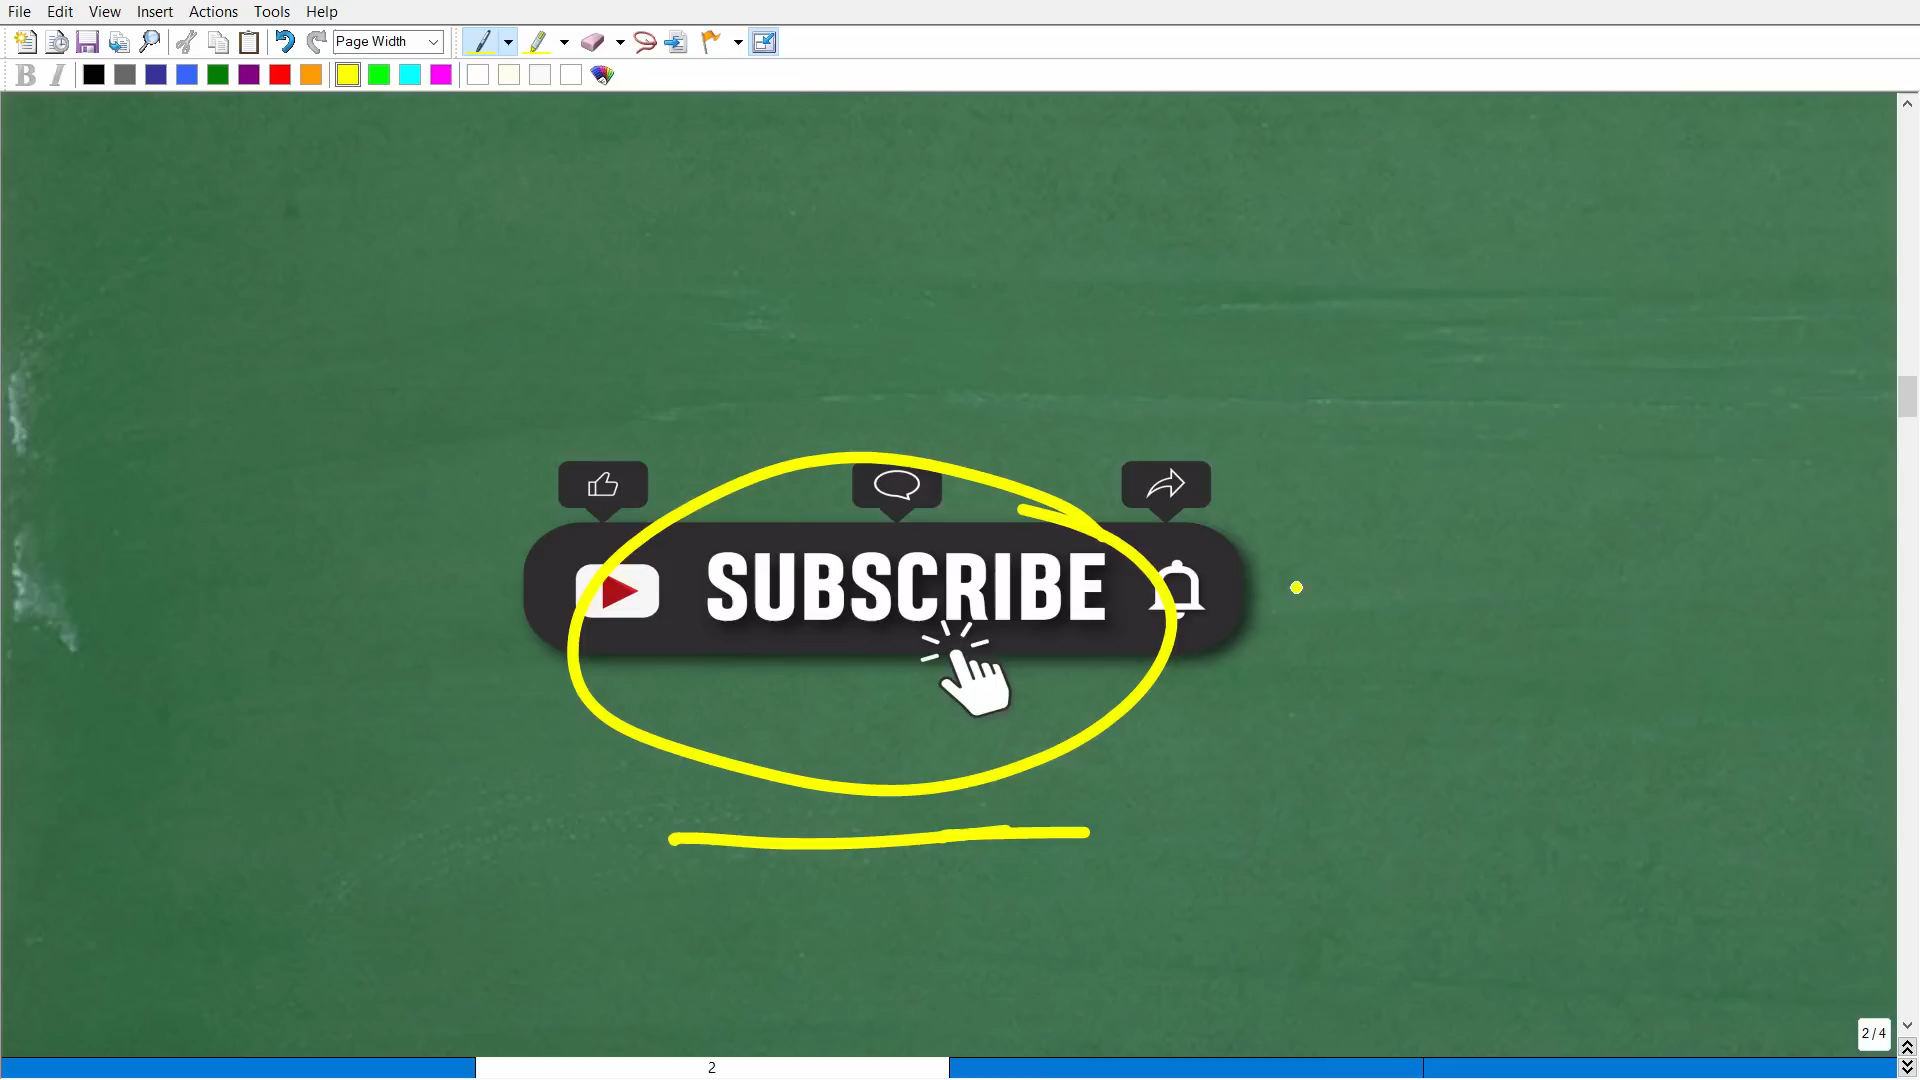 File Edit View Insert Actions Tools Help
Page Width
B I
SUBSCRIBE
2 / 4
2